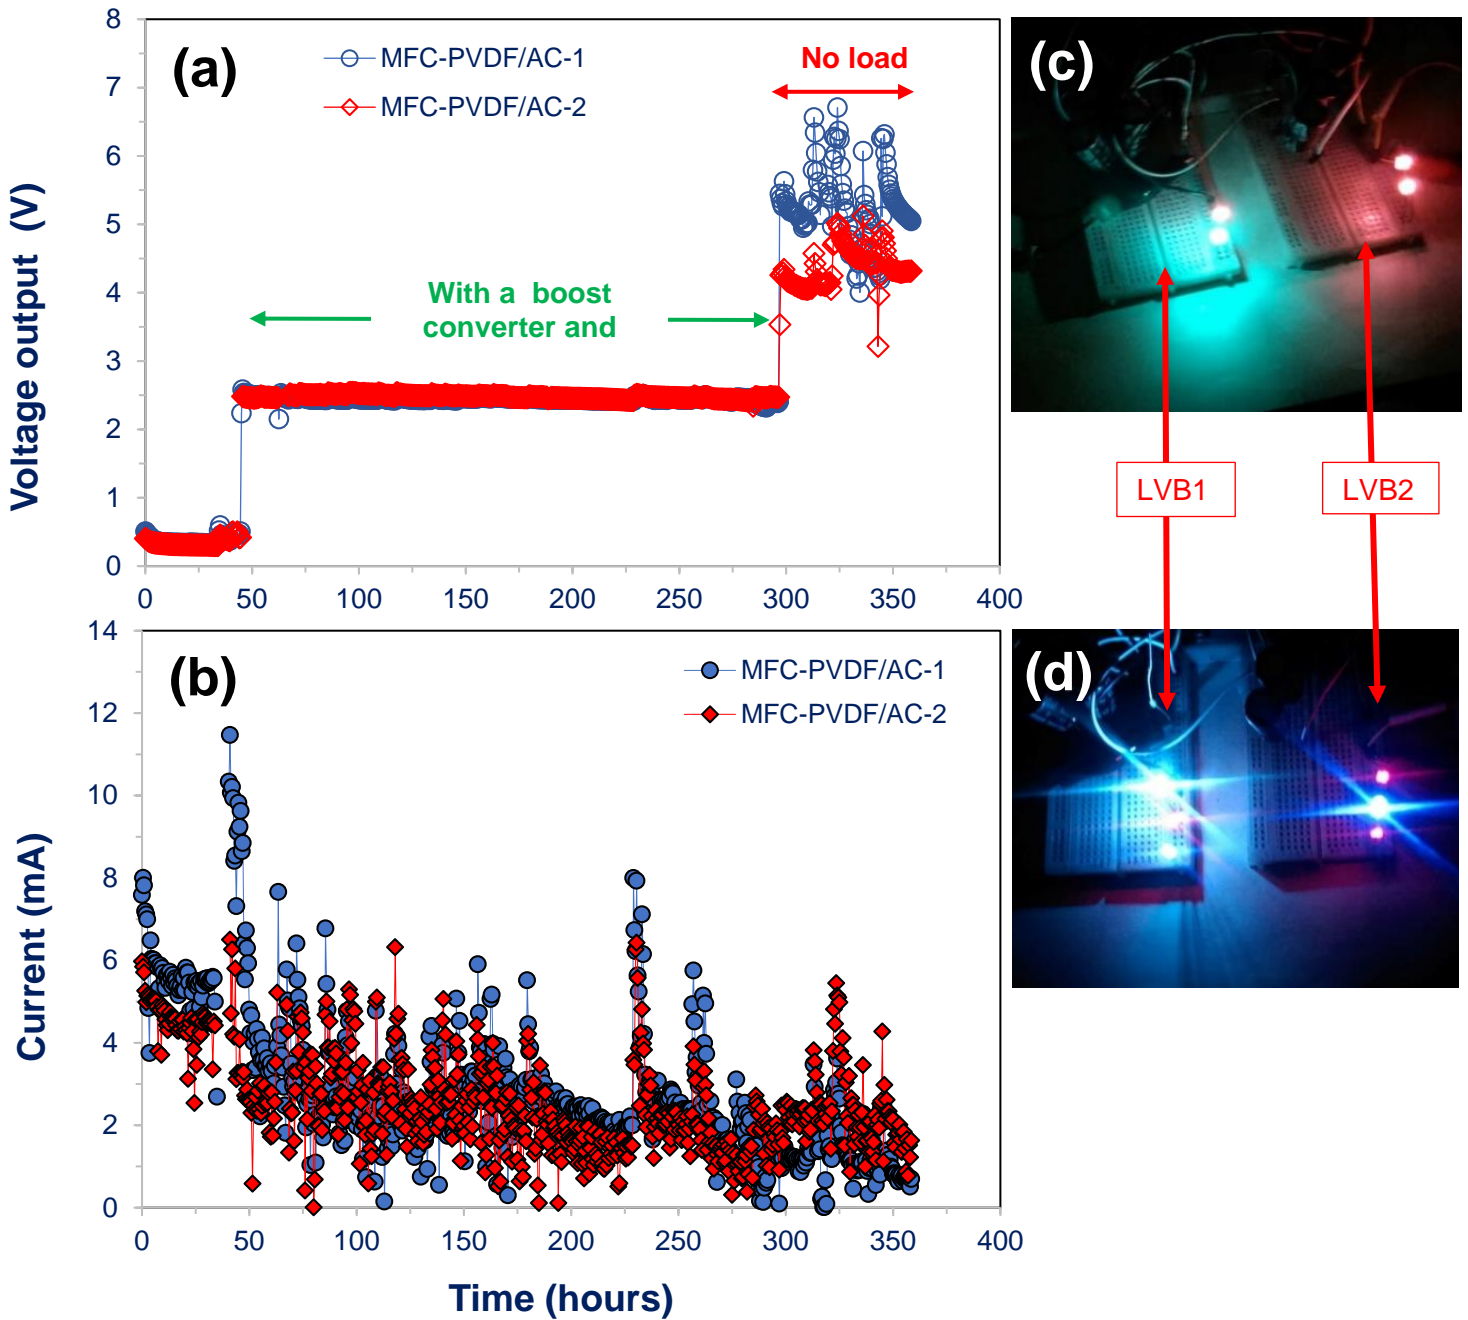 (a)
MFC-PVDF/AC-1
MFC-PVDF/AC-2
No load
With a boost
converter and
Voltage output (V)
8
7
6
5
4
3
2
1
0
0 50 100 150 200 250 300 350 400
(b)
MFC-PVDF/AC-1
MFC-PVDF/AC-2
Current (mA)
14
12
10
8
6
4
2
0
0 50 100 150 200 250 300 350 400
Time (hours)
(c)
LVB1
LVB2
(d)